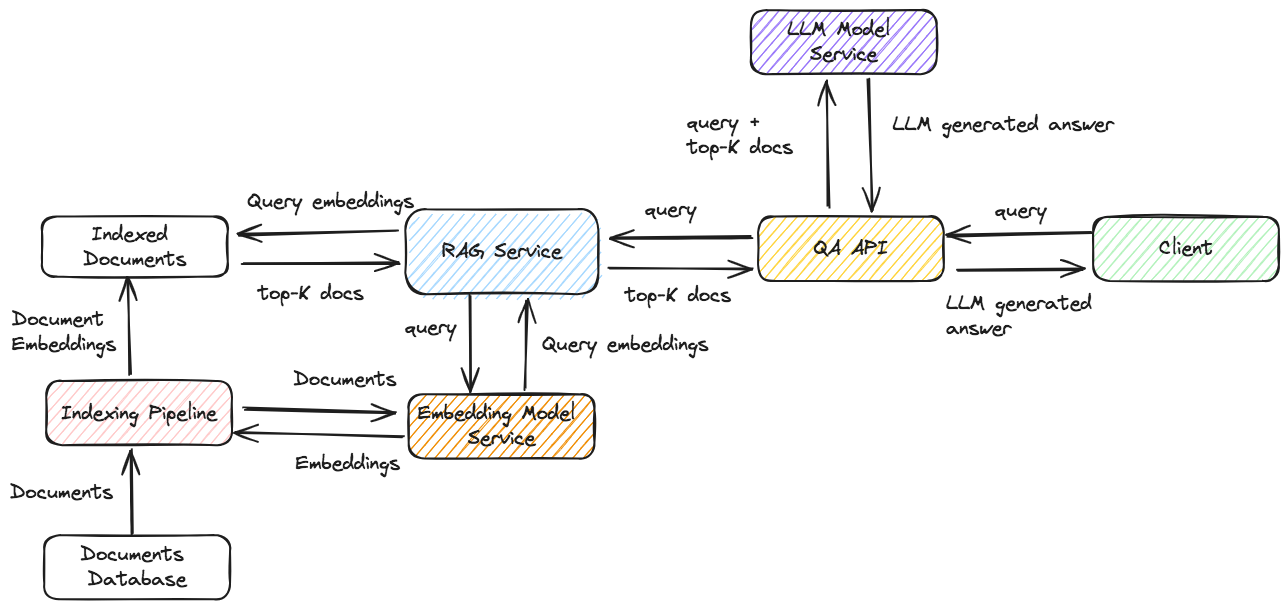 LLM Model
Service
query +
top-K docs
LLM generated answer
Query embeddings
Indexed
Documents
top-K docs
RAG Service
query
top-K docs
QA API
query
LLM generated
answer
Client
Document
Embeddings
query
Query embeddings
Indexing Pipeline
Documents
Embeddings
Embedding Model
Service
Documents
Documents
Database